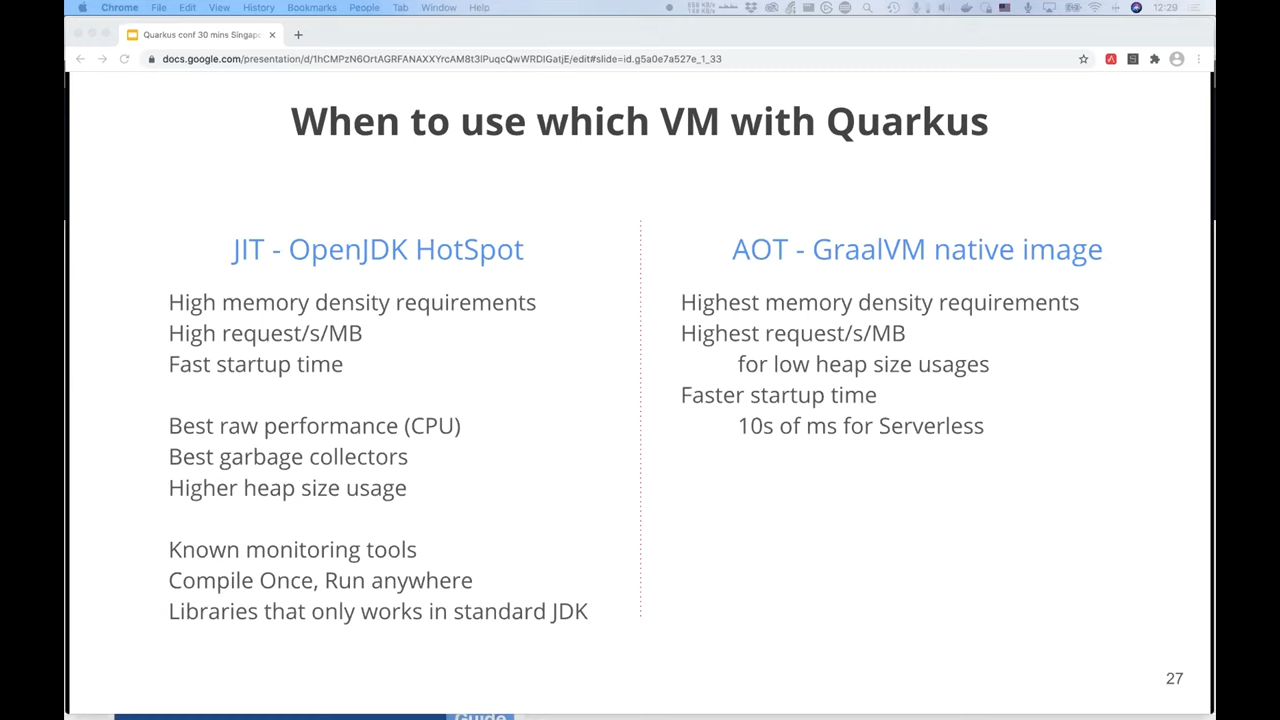 Chrome File Edit View History Bookmarks People Tab Window Help 12:29
Quarkus conf 30 mins Singap
docs.google.com/presentation/d/1hCMPzN6OrtAGRFANAXXYrcAM8t3lPuqcQwWRDIGatjE/edit#slide=id.g5a0e7a527e_1_33
When to use which VM with Quarkus
JIT - OpenJDK HotSpot
High memory density requirements
High request/s/MB
Fast startup time
Best raw performance (CPU)
Best garbage collectors
Higher heap size usage
Known monitoring tools
Compile Once, Run anywhere
Libraries that only works in standard JDK
AOT - GraalVM native image
Highest memory density requirements
Highest request/s/MB
for low heap size usages
Faster startup time
10s of ms for Serverless
27
Guide